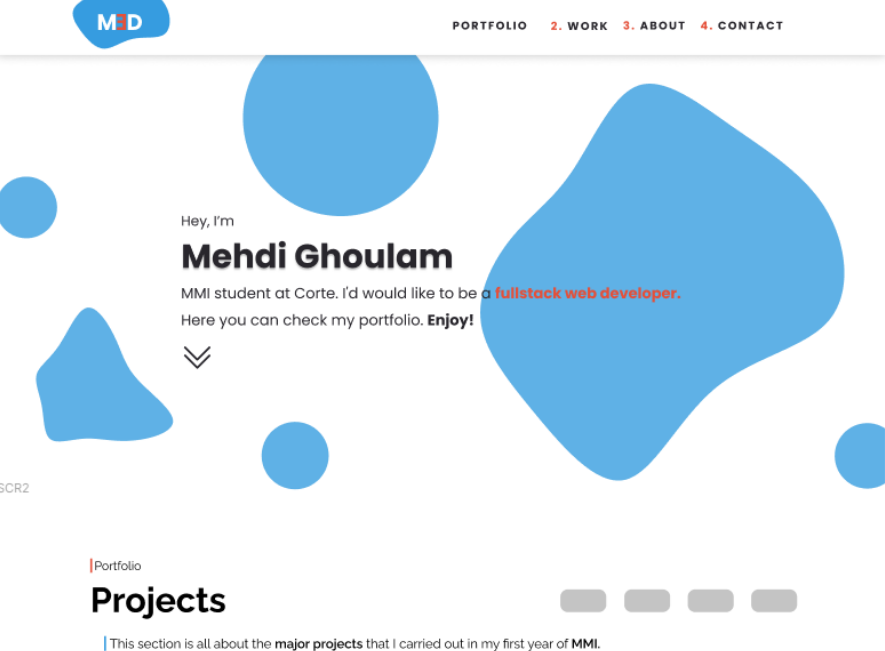 MED
PORTFOLIO 2. WORK 3. ABOUT 4. CONTACT
Hey, I'm
Mehdi Ghoulam
MMI student at Corte. I'd would like to be a fullstack web developer.
Here you can check my portfolio. Enjoy!
SCR2
Portfolio
Projects
This section is all about the major projects that I carried out in my first year of MMI.